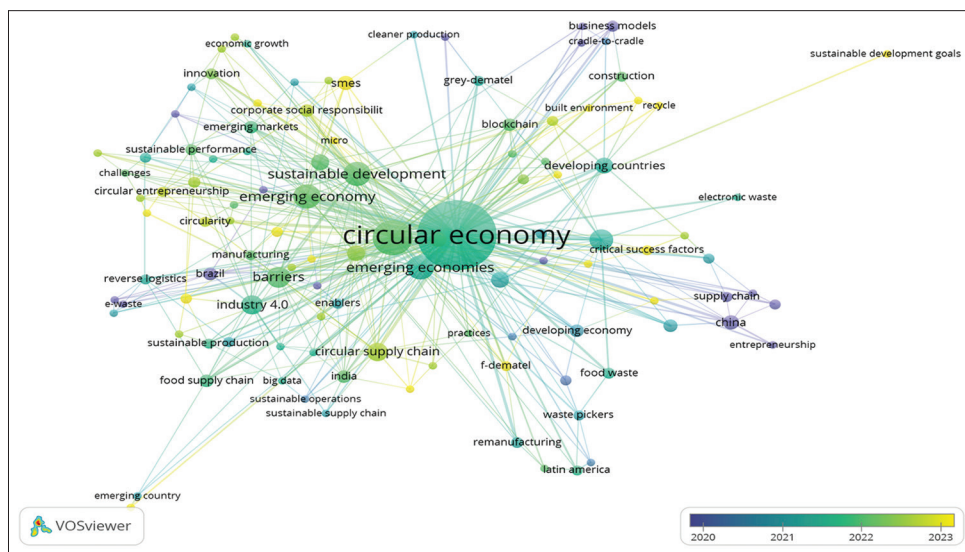 business models
economic growth
cleaner production
cradle-to-cradle
sustainable development goals
innovation
smes
grey-dematel
construction
corporate social responsibilit
built environment
recycle
emerging markets
blockchain
micro
sustainable performance
developing countries
challenges
sustainable development
circular entrepreneurship
emerging economy
electronic waste
circularity
circular economy
critical success factors
manufacturing
emerging economies
reverse logistics
brazil
barriers
supply chain
e-waste
industry 4.0
enablers
china
developing economy
practices
sustainable production
entrepreneurship
circular supply chain
f-dematel
food supply chain
big data
india
food waste
sustainable operations
sustainable supply chain
waste pickers
remanufacturing
latin america
emerging country
VOSviewer
2020 2021 2022 2023